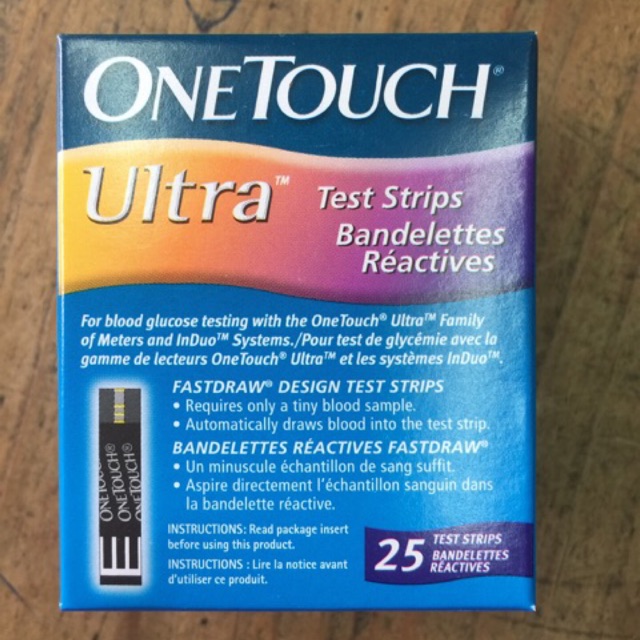 ONETOUCH®
Ultra™
Test Strips
Bandelettes
Réactives
For blood glucose testing with the OneTouch® Ultra™ Family
of Meters and InDuo™ Systems./Pour test de glycémie avec la
gamme de lecteurs OneTouch® Ultra™ et les systèmes InDuo™.
FASTDRAW® DESIGN TEST STRIPS
• Requires only a tiny blood sample.
• Automatically draws blood into the test strip.
BANDELETTES RÉACTIVES FASTDRAW®
• Un minuscule échantillon de sang suffit.
• Aspire directement l'échantillon sanguin dans
la bandelette réactive.
ONETOUCH®
ONETOUCH®
ONETOUCH®
INSTRUCTIONS: Read package insert
before using this product.
INSTRUCTIONS : Lire la notice avant
d'utiliser ce produit.
25 TEST STRIPS
BANDELETTES
RÉACTIVES